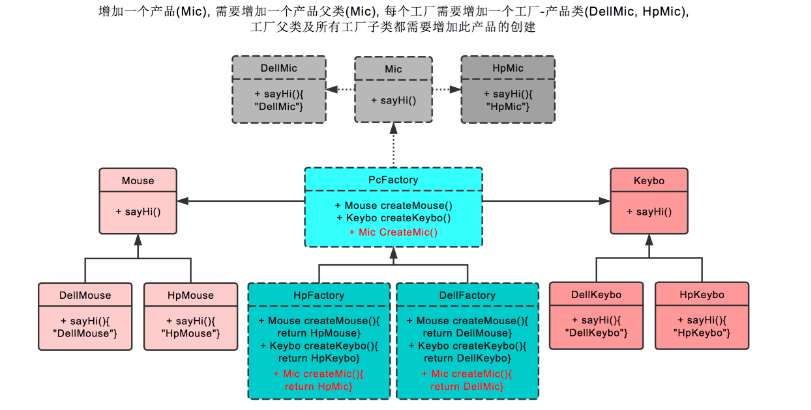 增加一个产品(Mic), 需要增加一个产品父类(Mic), 每个工厂需要增加一个工厂-产品类(DellMic, HpMic),
工厂父类及所有工厂子类都需要增加此产品的创建
DellMic
+ sayHi(){
"DellMic"}
Mic
+ sayHi()
HpMic
+ sayHi(){
"HpMic"}
Mouse
+ sayHi()
PcFactory
+ Mouse createMouse()
+ Keybo createKeybo()
+ Mic CreateMic()
Keybo
+ sayHi()
DellMouse
+ sayHi(){
"DellMouse"}
HpMouse
+ sayHi(){
"HpMouse"}
HpFactory
+ Mouse createMouse(){
return HpMouse}
+ Keybo createKeybo(){
return HpKeybo}
+ Mic createMic(){
return HpMic}
DellFactory
+ Mouse createMouse(){
return DellMouse}
+ Keybo createKeybo(){
return DellKeybo}
+ Mic createMic(){
return DellMic}
DellKeybo
+ sayHi(){
"DellKeybo"}
HpKeybo
+ sayHi(){
"HpKeybo"}